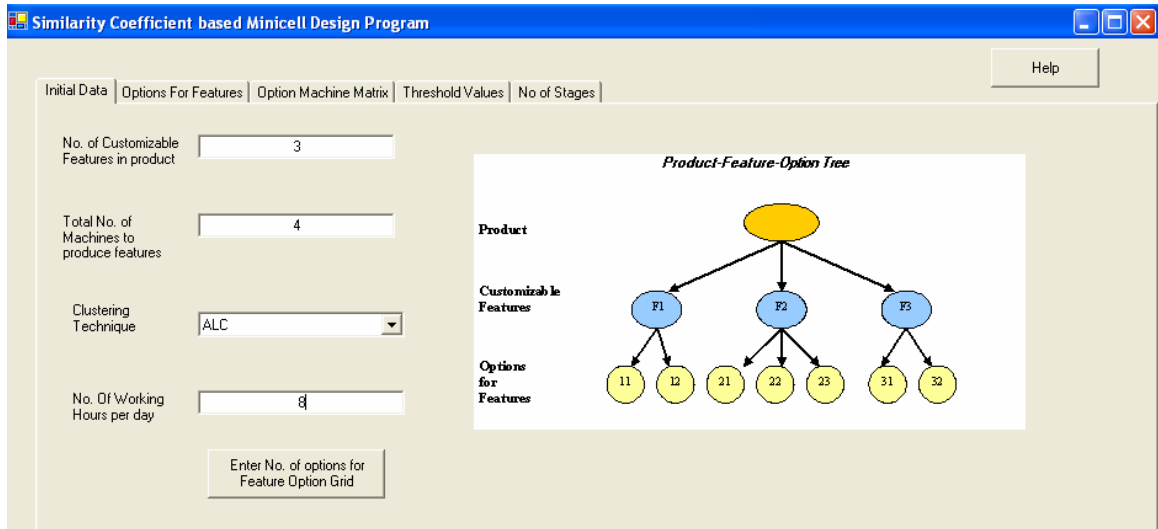 Similarity Coefficient based Minicell Design Program
Help
Initial Data
Options For Features
Option Machine Matrix
Threshold Values
No of Stages
No. of Customizable
Features in product
3
Total No. of
Machines to
produce features
4
Clustering
Technique
ALC
No. Of Working
Hours per day
8
Enter No. of options for
Feature Option Grid
Product-Feature-Option Tree
Product
Customizable
Features
F1
F2
F3
Options
for
Features
11
12
21
22
23
31
32